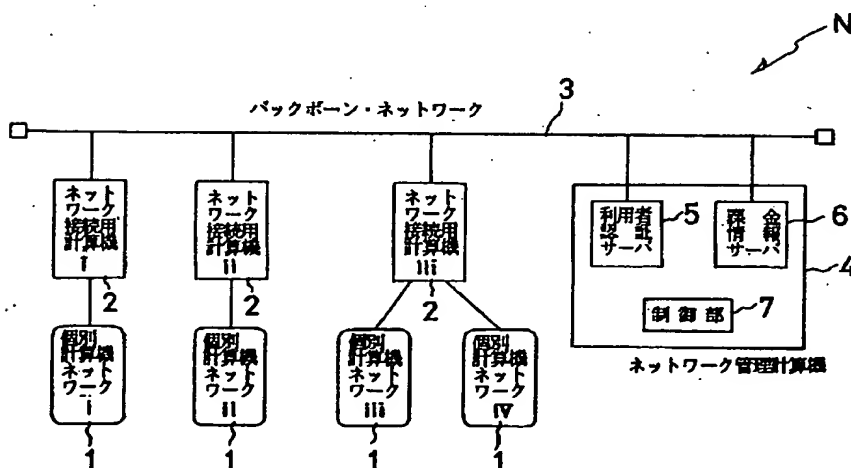 N
バックボーン・ネットワーク
3
ネット
ワーク
接続用
計算機
i
2
ネット
ワーク
接続用
計算機
ii
2
ネット
ワーク
接続用
計算機
iii
2
利用者
認証
サーバ
5
課金
情報
サーバ
6
4
制御部
7
ネットワーク管理計算機
個別
計算機
ネット
ワーク
i
1
個別
計算機
ネット
ワーク
ii
1
個別
計算機
ネット
ワーク
iii
1
個別
計算機
ネット
ワーク
iv
1